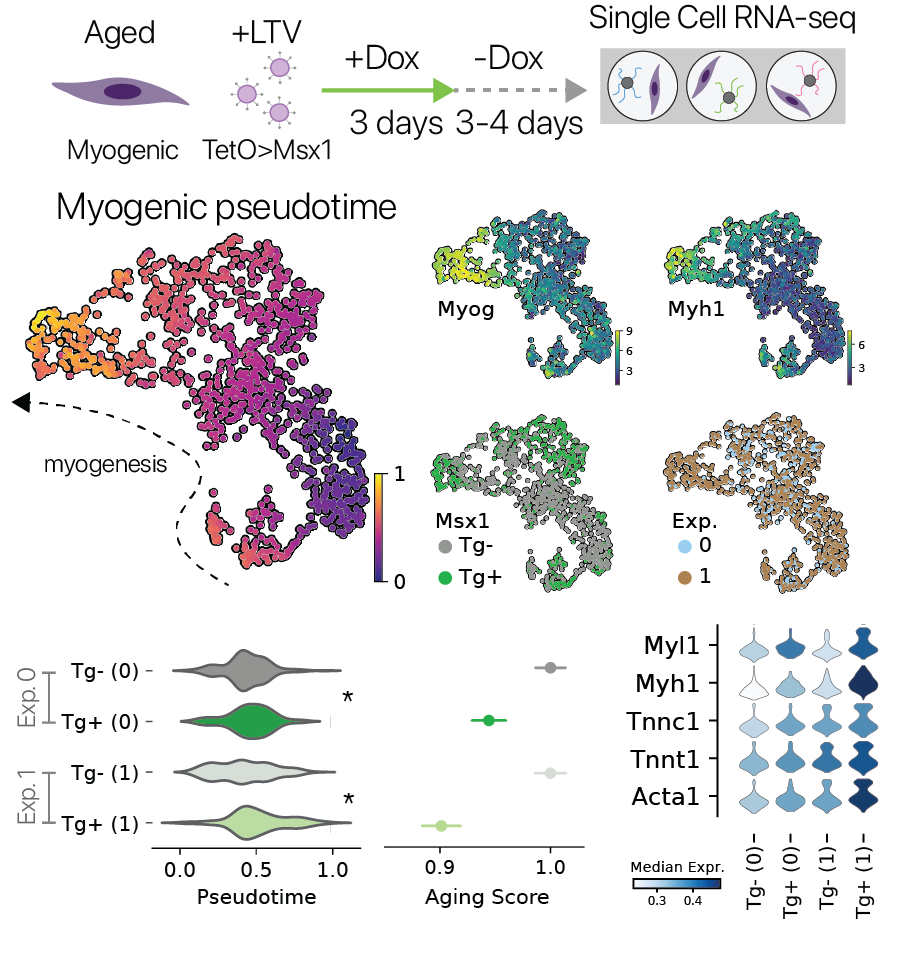 Single Cell RNA-seq
Aged
+LTV
+Dox
-Dox
3 days
3-4 days
Myogenic
TetO>Msx1
Myogenic pseudotime
Myog
9
6
3
Myh1
6
3
myogenesis
1
0
Msx1
Tg-
Tg+
Exp.
0
1
Exp. 0
Tg- (0)
*
Tg+ (0)
Exp. 1
Tg- (1)
*
Tg+ (1)
0.0
0.5
1.0
Pseudotime
0.9
1.0
Aging Score
Myl1
Myh1
Tnnc1
Tnnt1
Acta1
Median Expr.
0.3
0.4
Tg- (0)
Tg+ (0)
Tg- (1)
Tg+ (1)